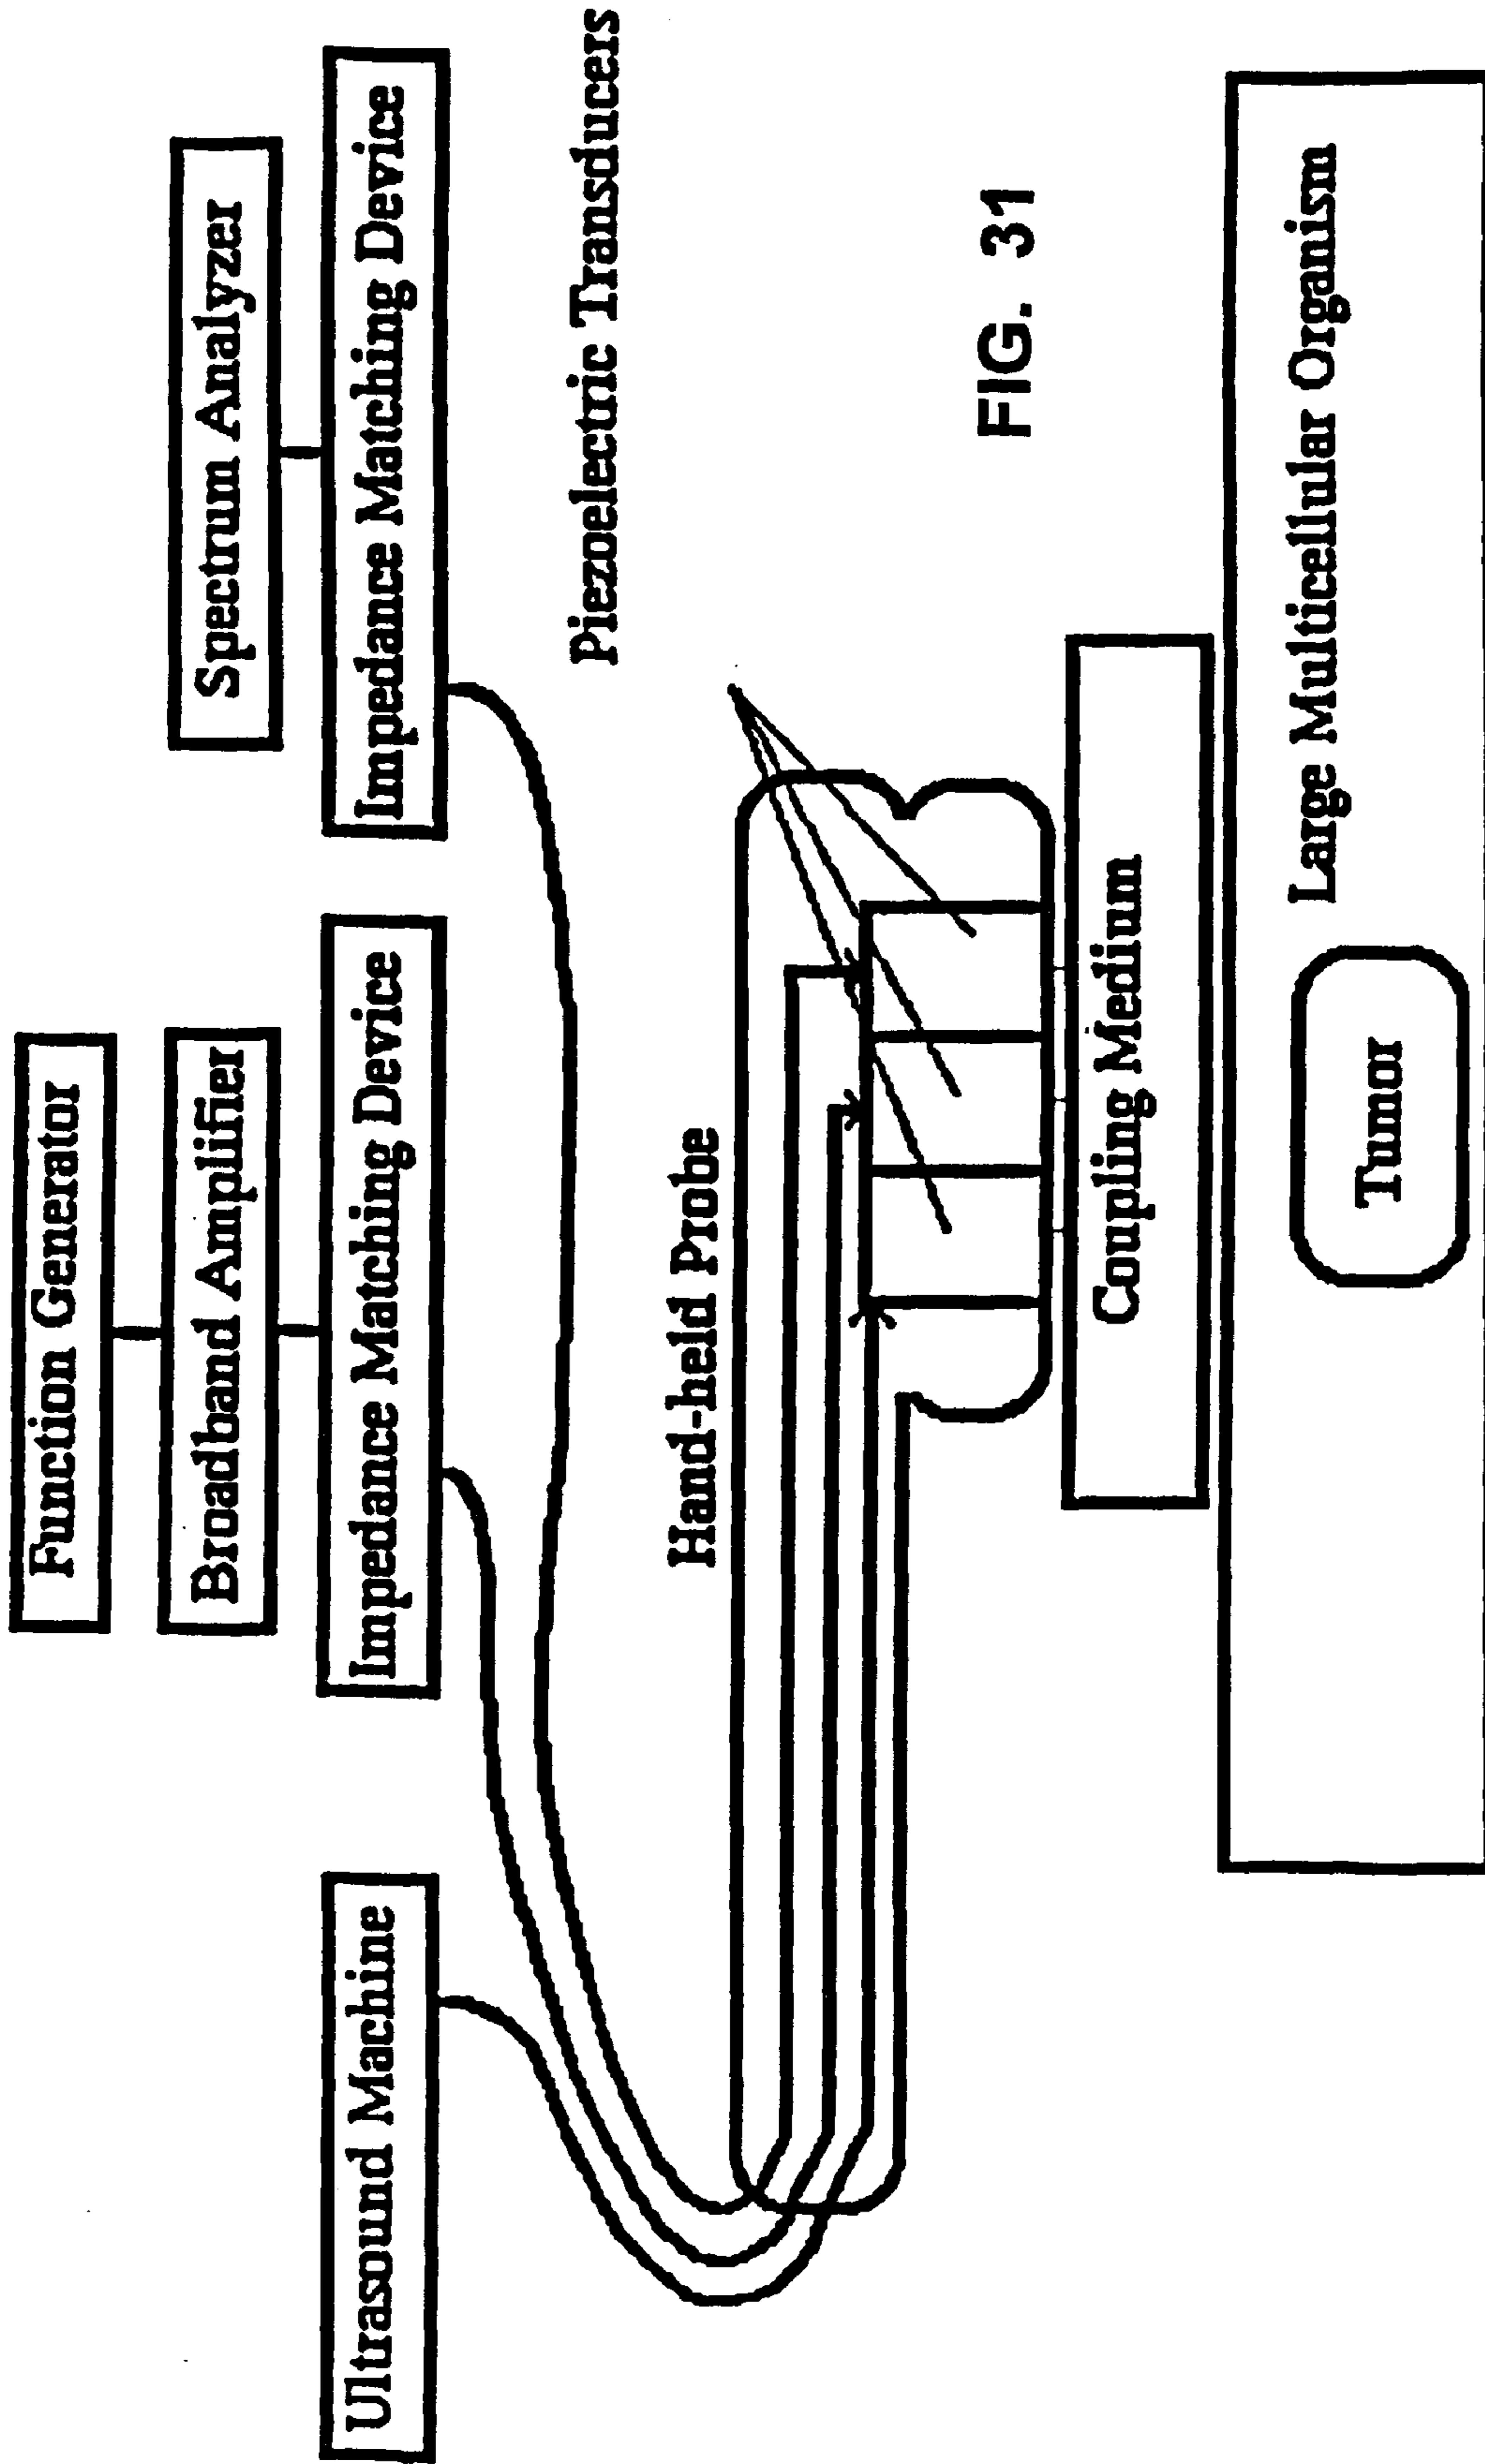 Function Generator
Broadband Amplifier
Spectrum Analyzer
Ultrasound Machine
Impedance Matching Device
Impedance Matching Device
Piezoelectric Transducers
Hand-held Probe
FIG. 31
Coupling Medium
Large Multicellular Organism
Tumor